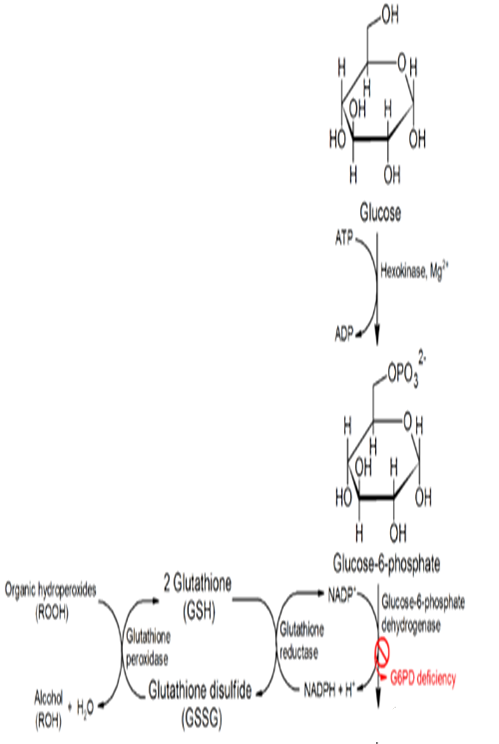 OH
H
O
H
H
OH
H
HO
OH
H
OH
Glucose
ATP
Hexokinase, Mg²⁺
ADP
OPO₃²⁻
H
O
H
H
OH
H
HO
OH
H
OH
Glucose-6-phosphate
Organic hydroperoxides
(ROOH)
2 Glutathione
(GSH)
NADP⁺
Glucose-6-phosphate
dehydrogenase
Glutathione
peroxidase
Glutathione
reductase
G6PD deficiency
Alcohol
(ROH)
+ H₂O
Glutathione disulfide
(GSSG)
NADPH + H⁺